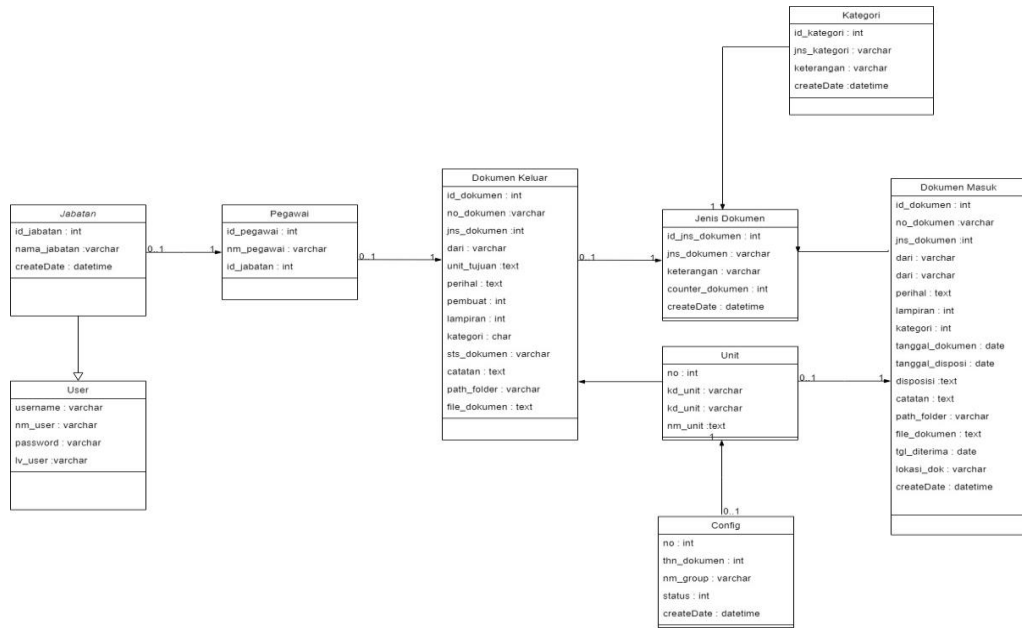 Kategori
id_kategori : int
jns_kategori : varchar
keterangan : varchar
createDate :datetime
1
Jabatan
id_jabatan : int
nama_jabatan :varchar
createDate : datetime
0..1
1
Pegawai
id_pegawai : int
nm_pegawai : varchar
id_jabatan : int
0..1
1
Dokumen Keluar
id_dokumen : int
no_dokumen :varchar
jns_dokumen :int
dari : varchar
unit_tujuan :text
perihal : text
pembuat : int
lampiran : int
kategori : char
sts_dokumen : varchar
catatan : text
path_folder : varchar
file_dokumen : text
0..1
1
1
Jenis Dokumen
id_jns_dokumen : int
jns_dokumen : varchar
keterangan : varchar
counter_dokumen : int
createDate : datetime
Dokumen Masuk
id_dokumen : int
no_dokumen :varchar
jns_dokumen :int
dari : varchar
dari : varchar
perihal : text
lampiran : int
kategori : int
tanggal_dokumen : date
tanggal_disposi : date
disposisi :text
catatan : text
path_folder : varchar
file_dokumen : text
tgl_diterima : date
lokasi_dok : varchar
createDate : datetime
User
username : varchar
nm_user : varchar
password : varchar
lv_user :varchar
Unit
no : int
kd_unit : varchar
kd_unit : varchar
nm_unit :text
0..1
1
1
0..1
Config
no : int
thn_dokumen : int
nm_group : varchar
status : int
createDate : datetime